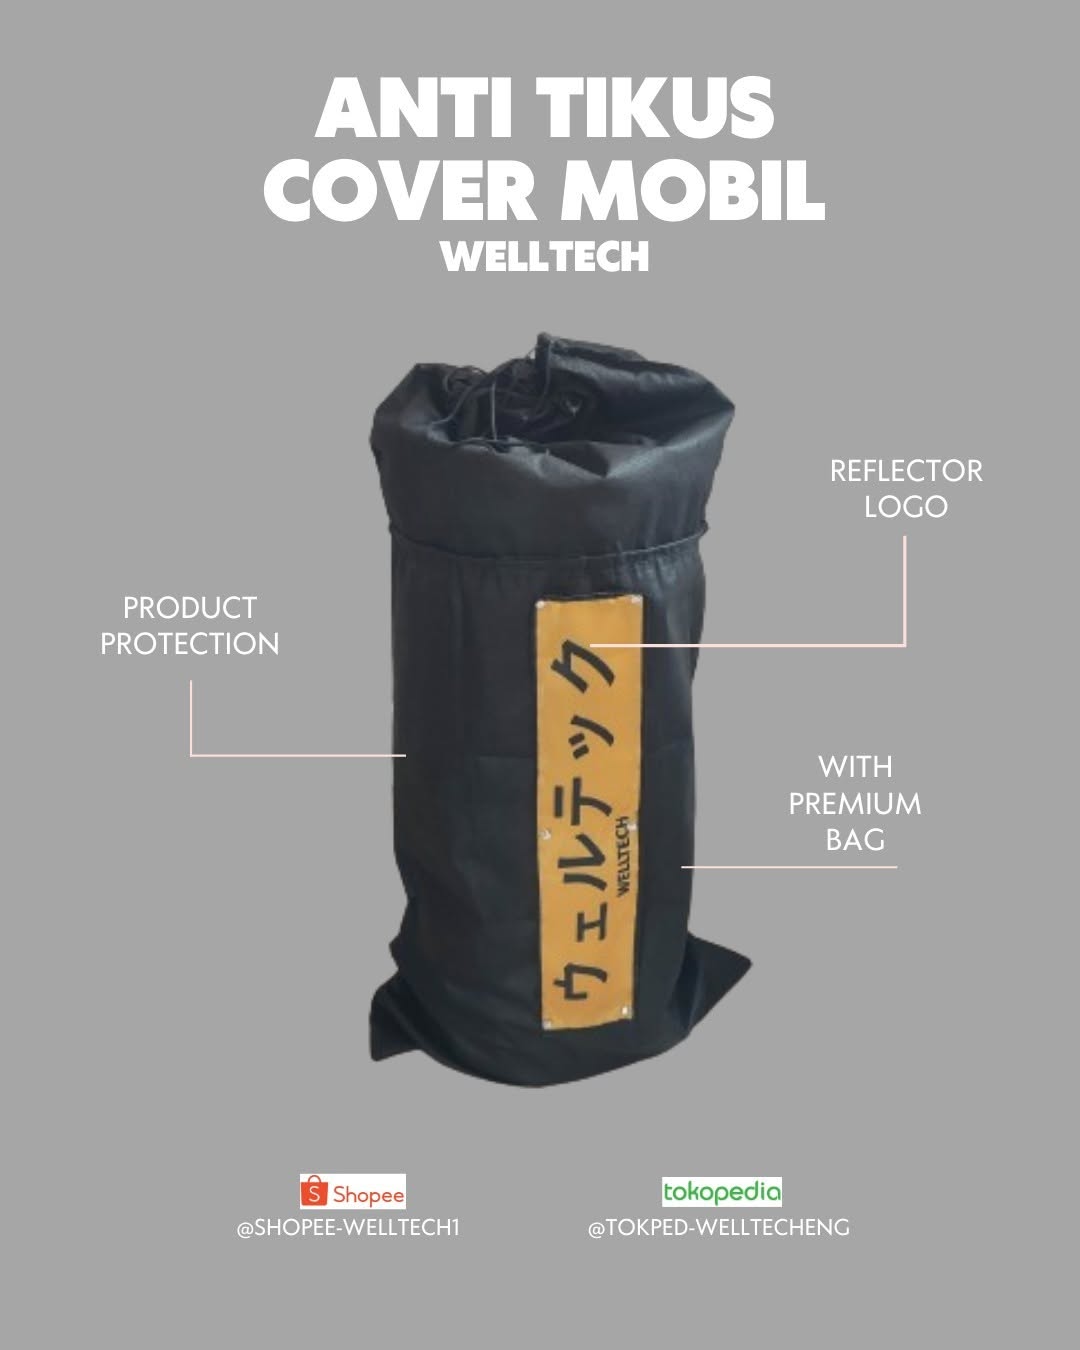 ANTI TIKUS
COVER MOBIL
WELLTECH
REFLECTOR
LOGO
PRODUCT
PROTECTION
ウェルテック
WELLTECH
WITH
PREMIUM
BAG
S Shopee
tokopedia
@SHOPEE-WELLTECH1
@TOKPED-WELLTECHENG